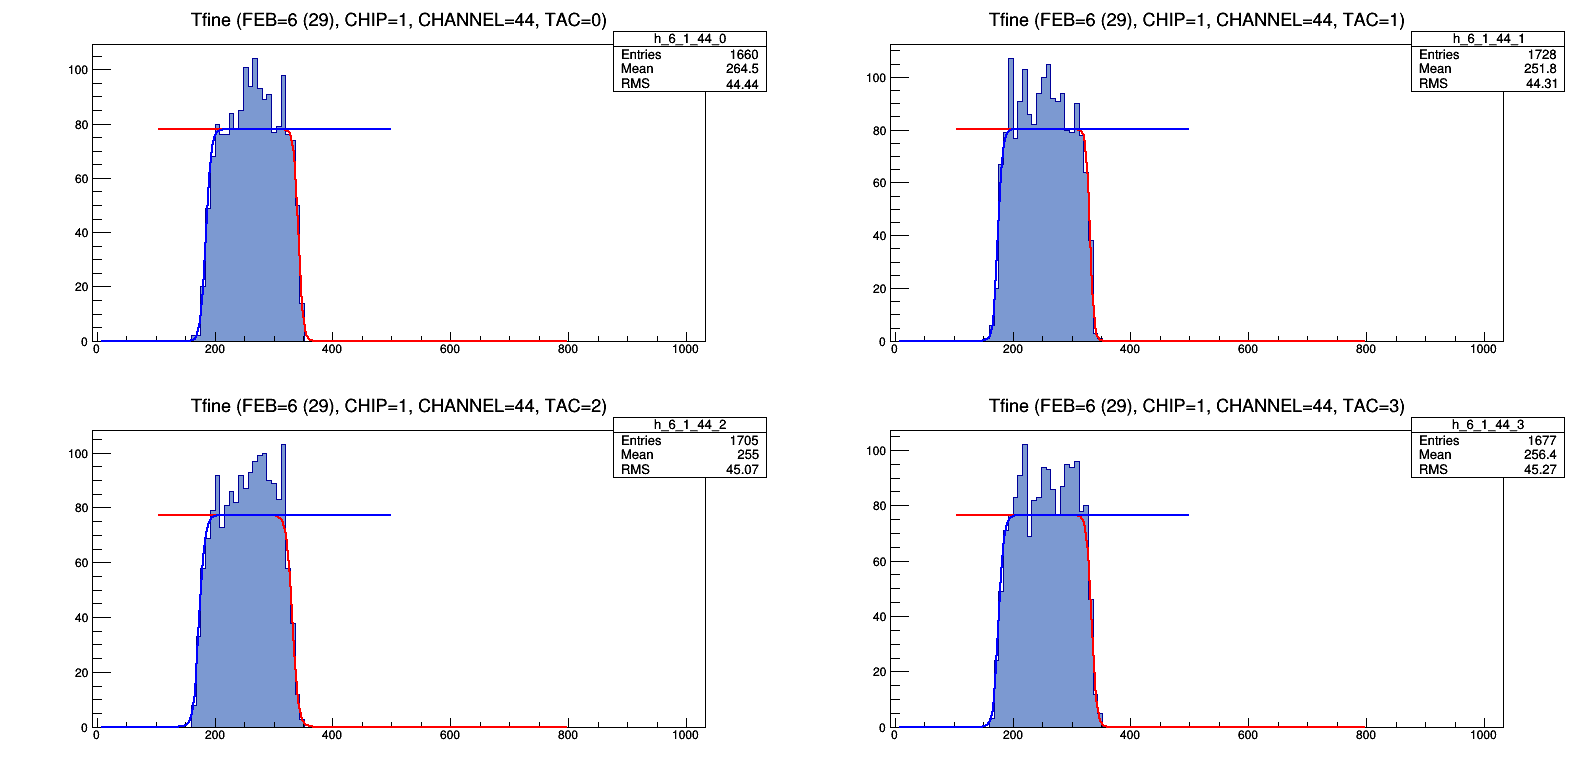 Tfine (FEB=6 (29), CHIP=1, CHANNEL=44, TAC=0)
h_6_1_44_0
Entries 1660
Mean 264.5
RMS 44.44
100
80
60
40
20
0
0 200 400 600 800 1000
Tfine (FEB=6 (29), CHIP=1, CHANNEL=44, TAC=1)
h_6_1_44_1
Entries 1728
Mean 251.8
RMS 44.31
100
80
60
40
20
0
0 200 400 600 800 1000
Tfine (FEB=6 (29), CHIP=1, CHANNEL=44, TAC=2)
h_6_1_44_2
Entries 1705
Mean 255
RMS 45.07
100
80
60
40
20
0
0 200 400 600 800 1000
Tfine (FEB=6 (29), CHIP=1, CHANNEL=44, TAC=3)
h_6_1_44_3
Entries 1677
Mean 256.4
RMS 45.27
100
80
60
40
20
0
0 200 400 600 800 1000